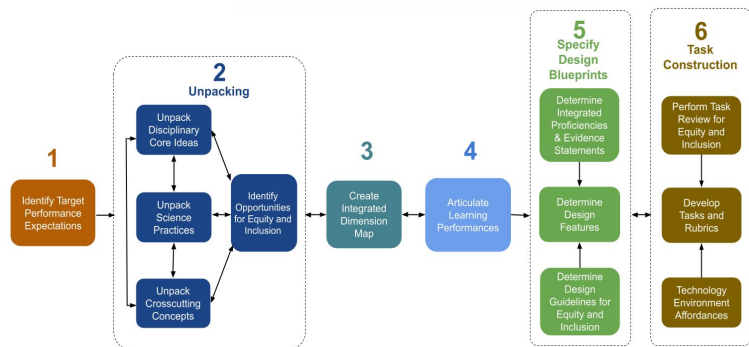 1
Identify Target
Performance
Expectations
2
Unpacking
Unpack
Disciplinary
Core Ideas
Unpack
Science
Practices
Unpack
Crosscutting
Concepts
Identify
Opportunities
for Equity and
Inclusion
3
Create
Integrated
Dimension
Map
4
Articulate
Learning
Performances
5
Specify
Design
Blueprints
Determine
Integrated
Proficiencies
& Evidence
Statements
Determine
Design
Features
Determine
Design
Guidelines for
Equity and
Inclusion
6
Task
Construction
Perform Task
Review for
Equity and
Inclusion
Develop
Tasks and
Rubrics
Technology
Environment
Affordances